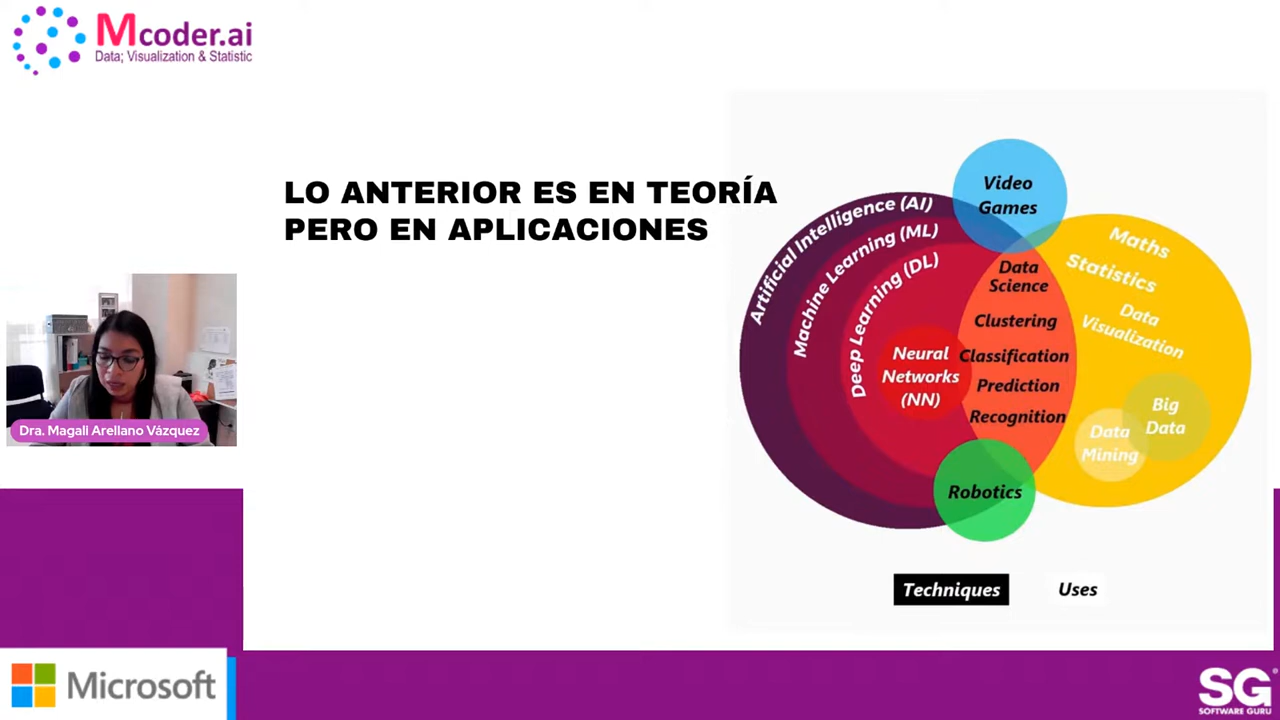 Mcoder.ai
Data; Visualization & Statistic
LO ANTERIOR ES EN TEORÍA
PERO EN APLICACIONES
Dra. Magali Arellano Vázquez
Artificial Intelligence (AI)
Machine Learning (ML)
Deep Learning (DL)
Neural
Networks
(NN)
Video
Games
Data
Science
Clustering
Classification
Prediction
Recognition
Robotics
Maths
Statistics
Data
Visualization
Big
Data
Data
Mining
Techniques
Uses
Microsoft
SG
SOFTWARE GURU